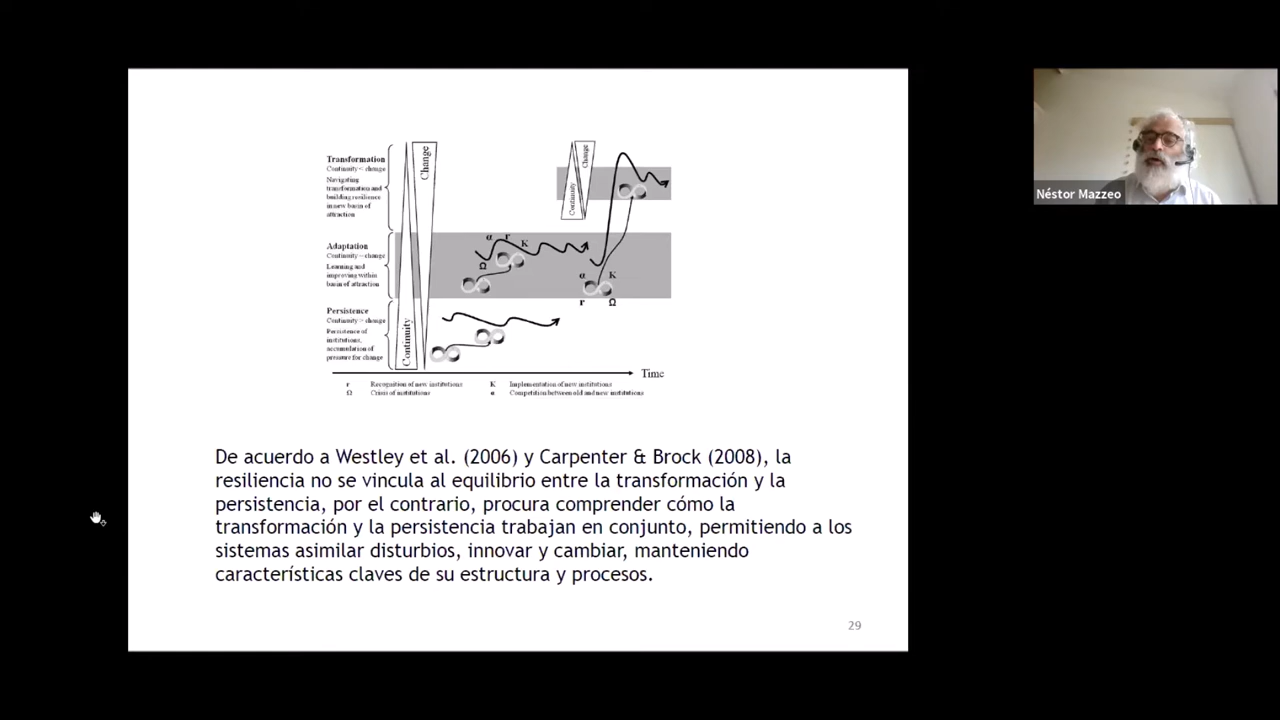 Transformation
Continuity < change
Navigating
transformation and
building resilience
in new basin of
attraction
Change
Continuity
Change
Continuity
Adaptation
Continuity ~ change
Learning and
improving within
basin of attraction
α r K
Ω
α K
r Ω
Persistence
Continuity > change
Persistence of
institutions,
accumulation of
pressure for change
Time
r Recognition of new institutions K Implementation of new institutions
Ω Crisis of institutions α Competition between old and new institutions
De acuerdo a Westley et al. (2006) y Carpenter & Brock (2008), la
resiliencia no se vincula al equilibrio entre la transformación y la
persistencia, por el contrario, procura comprender cómo la
transformación y la persistencia trabajan en conjunto, permitiendo a los
sistemas asimilar disturbios, innovar y cambiar, manteniendo
características claves de su estructura y procesos.
29
Néstor Mazzeo